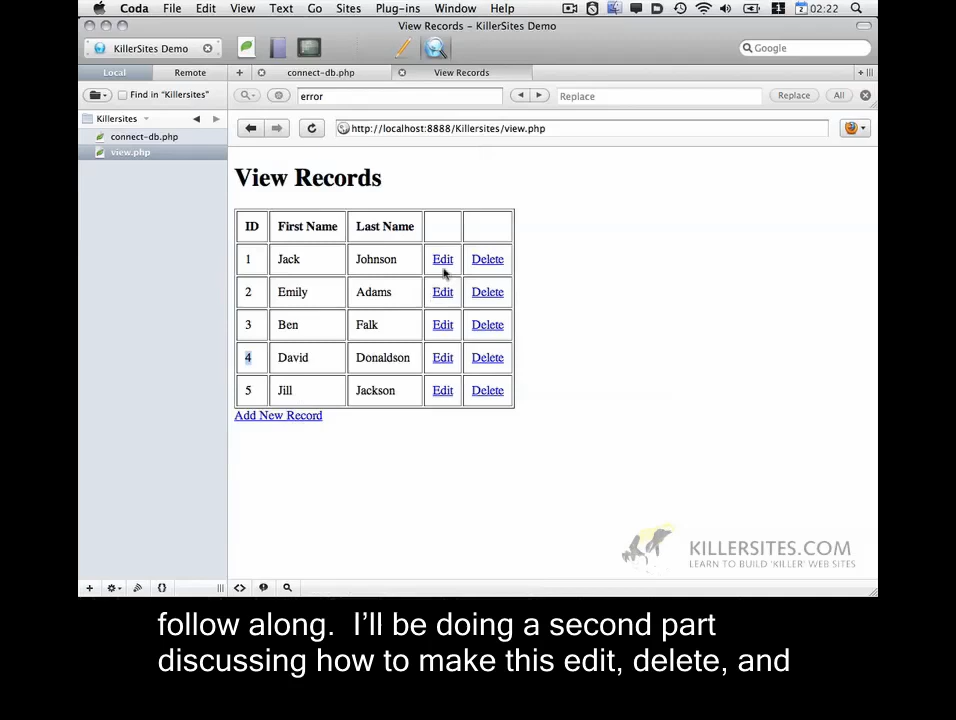 Coda File Edit View Text Go Sites Plug-ins Window Help 02:22
View Records - KillerSites Demo
KillerSites Demo
Google
Local Remote connect-db.php View Records
Find in “Killersites” error Replace Replace All
Killersites
http://localhost:8888/Killersites/view.php
connect-db.php
view.php
View Records
ID First Name Last Name
1 Jack Johnson Edit Delete
2 Emily Adams Edit Delete
3 Ben Falk Edit Delete
4 David Donaldson Edit Delete
5 Jill Jackson Edit Delete
Add New Record
KILLERSITES.COM
LEARN TO BUILD ‘KILLER’ WEB SITES
follow along. I’ll be doing a second part
discussing how to make this edit, delete, and